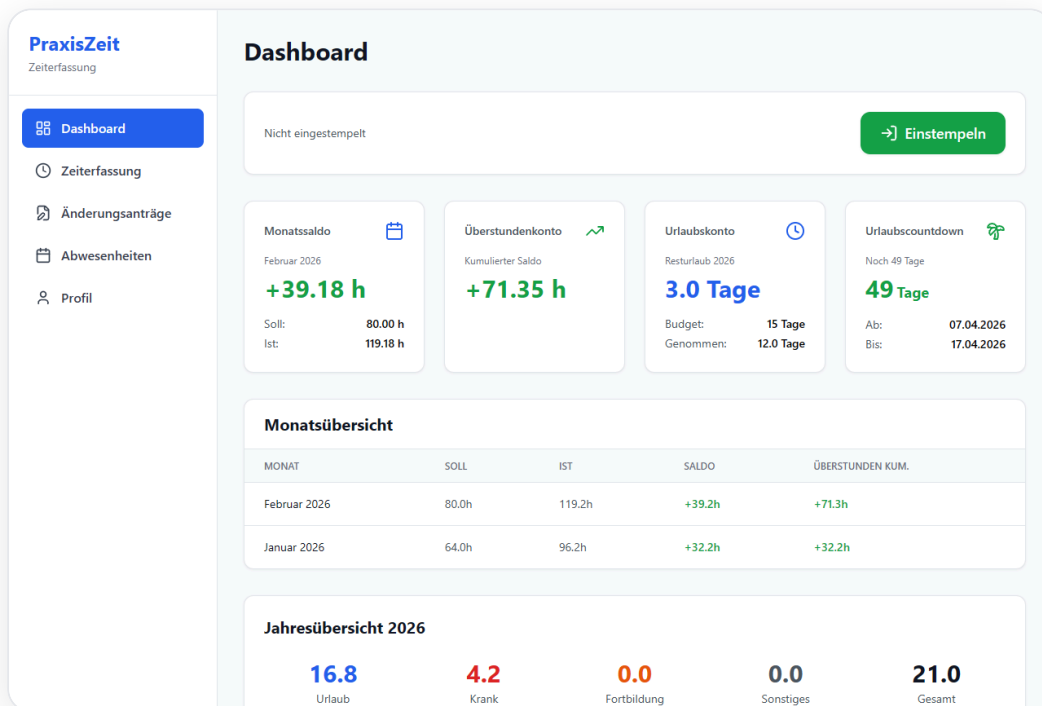 PraxisZeit
Zeiterfassung
Dashboard
Zeiterfassung
Änderungsanträge
Abwesenheiten
Profil
Dashboard
Nicht eingestempelt
Einstempeln
Monatssaldo
Februar 2026
+39.18 h
Soll: 80.00 h
Ist: 119.18 h
Überstundenkonto
Kumulierter Saldo
+71.35 h
Urlaubskonto
Resturlaub 2026
3.0 Tage
Budget: 15 Tage
Genommen: 12.0 Tage
Urlaubscountdown
Noch 49 Tage
49 Tage
Ab: 07.04.2026
Bis: 17.04.2026
Monatsübersicht
MONAT SOLL IST SALDO ÜBERSTUNDEN KUM.
Februar 2026 80.0h 119.2h +39.2h +71.3h
Januar 2026 64.0h 96.2h +32.2h +32.2h
Jahresübersicht 2026
16.8 4.2 0.0 0.0 21.0
Urlaub Krank Fortbildung Sonstiges Gesamt